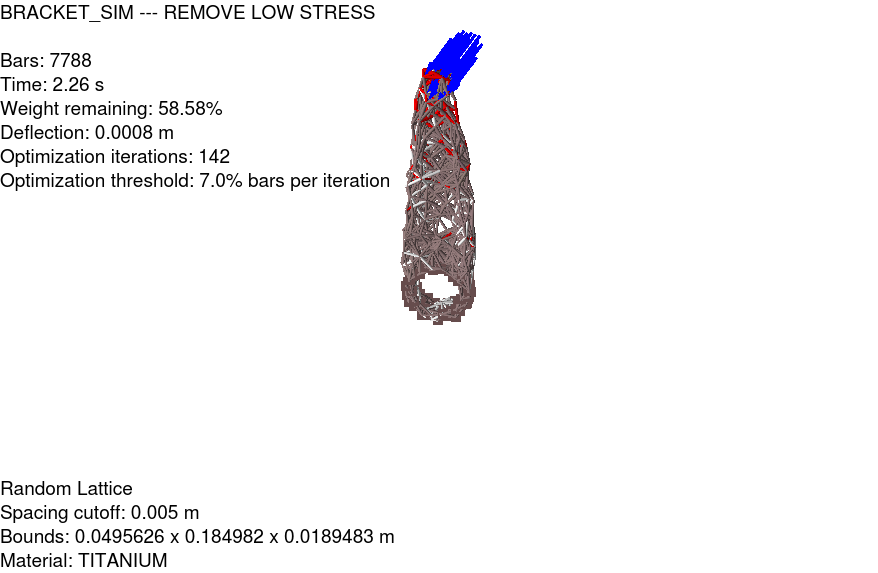 BRACKET_SIM --- REMOVE LOW STRESS
Bars: 7788
Time: 2.26 s
Weight remaining: 58.58%
Deflection: 0.0008 m
Optimization iterations: 142
Optimization threshold: 7.0% bars per iteration
Random Lattice
Spacing cutoff: 0.005 m
Bounds: 0.0495626 x 0.184982 x 0.0189483 m
Material: TITANIUM